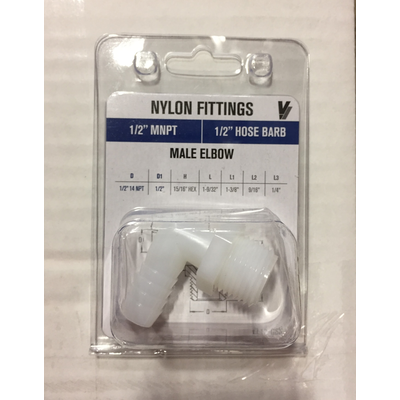 NYLON FITTINGS
1/2" MNPT 1/2" HOSE BARB
MALE ELBOW
D D1 H L L1 L2 L3
1/2" 14 NPT 1/2" 15/16" HEX 1-9/32" 1-3/8" 9/16" 1/4"